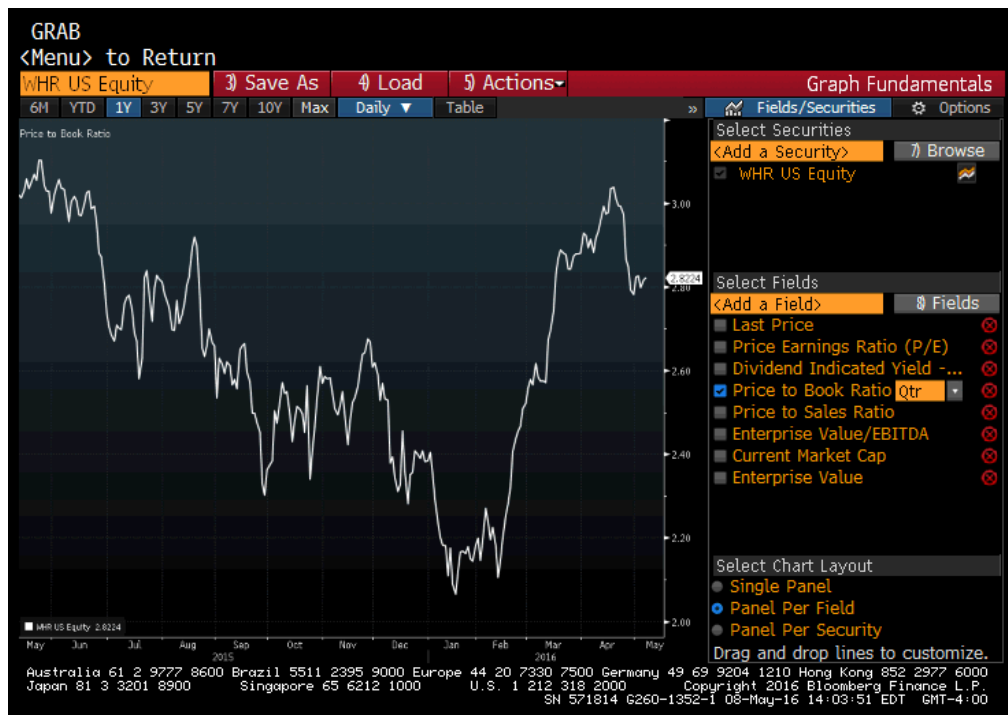 GRAB
<Menu> to Return
WHR US Equity 3) Save As 4) Load 5) Actions Graph Fundamentals
6M YTD 1Y 3Y 5Y 7Y 10Y Max Daily ▼ Table » Fields/Securities Options
Price to Book Ratio
3.00
2.8224
2.80
2.60
2.40
2.20
2.00
WHR US Equity 2.8224
May Jun Jul Aug Sep Oct Nov Dec Jan Feb Mar Apr May
2015 2016
Select Securities
<Add a Security> 7) Browse
WHR US Equity
Select Fields
<Add a Field> 8) Fields
Last Price
Price Earnings Ratio (P/E)
Dividend Indicated Yield -...
Price to Book Ratio Qtr
Price to Sales Ratio
Enterprise Value/EBITDA
Current Market Cap
Enterprise Value
Select Chart Layout
Single Panel
Panel Per Field
Panel Per Security
Drag and drop lines to customize.
Australia 61 2 9777 8600 Brazil 5511 2395 9000 Europe 44 20 7330 7500 Germany 49 69 9204 1210 Hong Kong 852 2977 6000
Japan 81 3 3201 8900 Singapore 65 6212 1000 U.S. 1 212 318 2000 Copyright 2016 Bloomberg Finance L.P.
SN 571814 G260-1352-1 08-May-16 14:03:51 EDT GMT-4:00